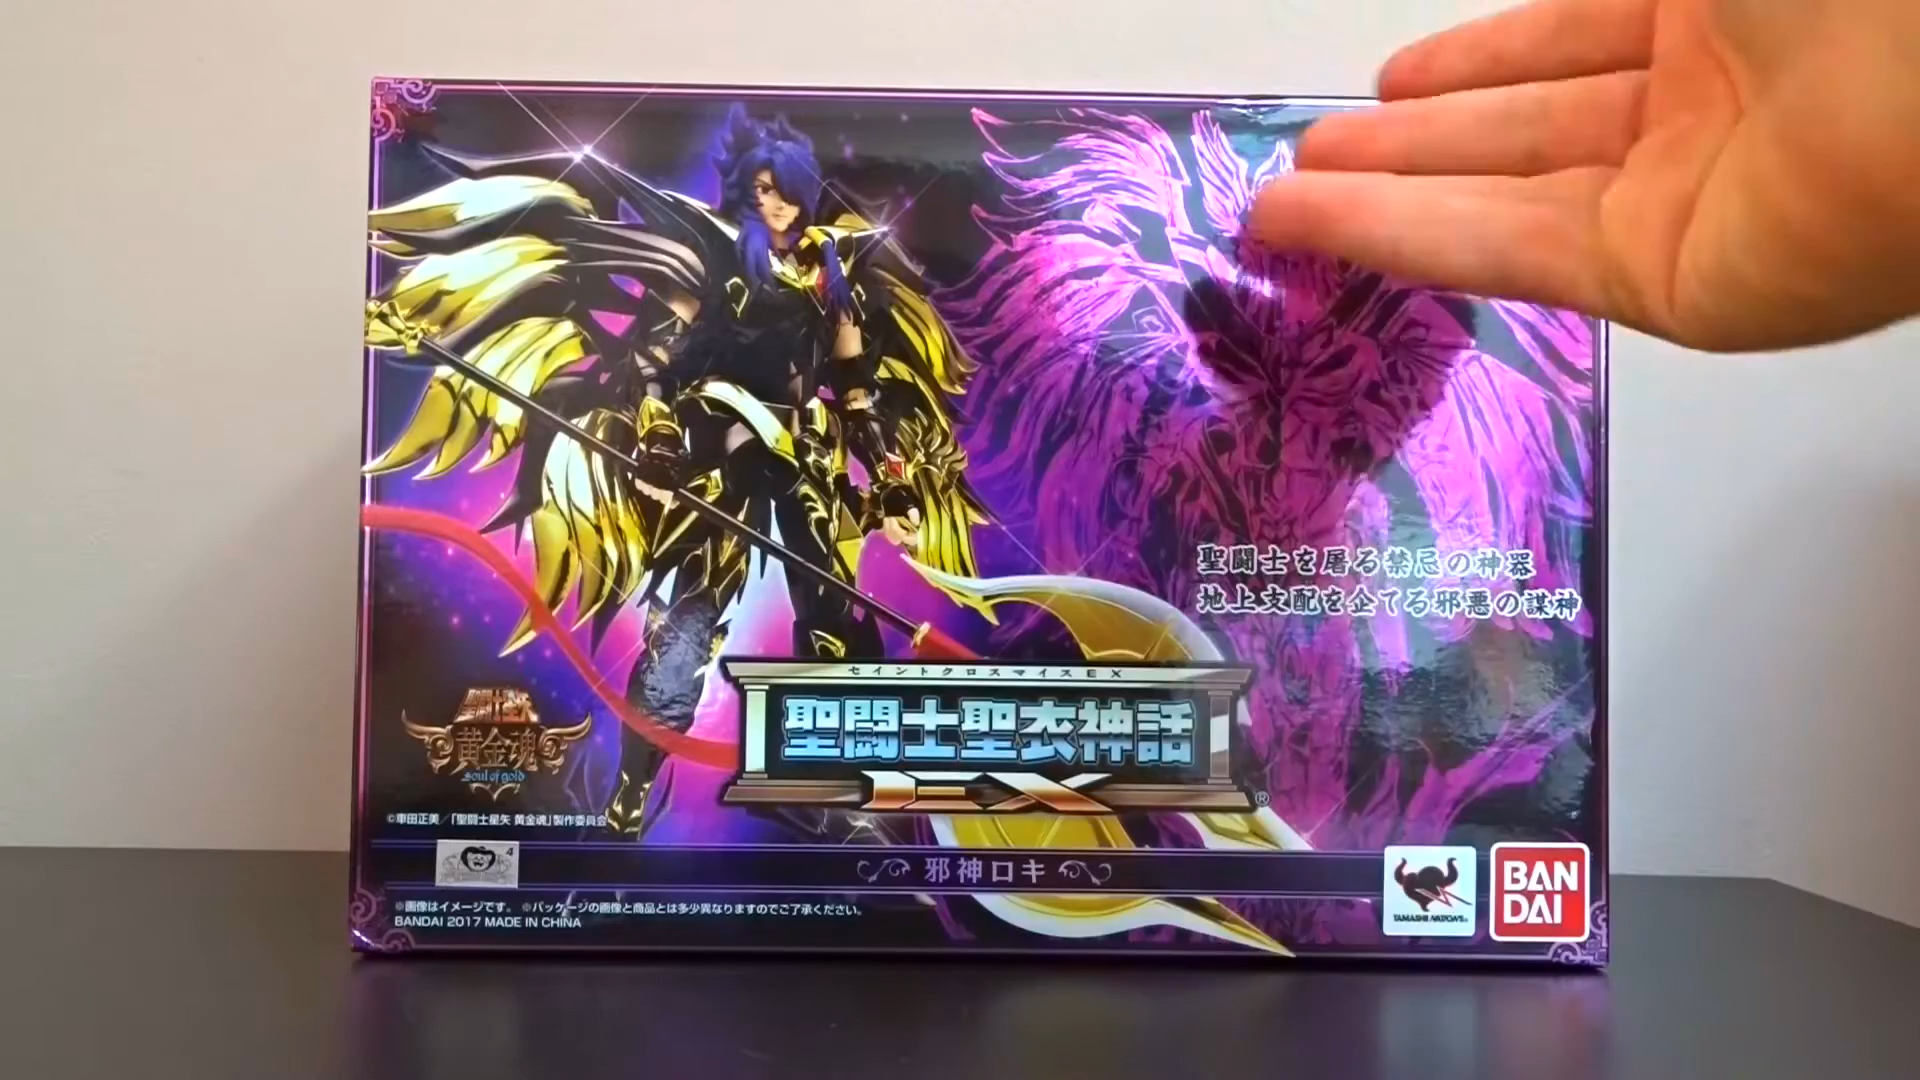 聖闘士を屠る禁忌の神器
地上支配を企てる邪悪の謀神
セイントクロスマイスEX
聖闘士聖衣神話
EX
®
聖闘士星矢
黄金魂
soul of gold
©車田正美/「聖闘士星矢 黄金魂」製作委員会
4
邪神ロキ
※画像はイメージです。 ※パッケージの画像と商品とは多少異なりますのでご了承ください。
BANDAI 2017 MADE IN CHINA
TAMASHII NATIONS
BAN
DAI